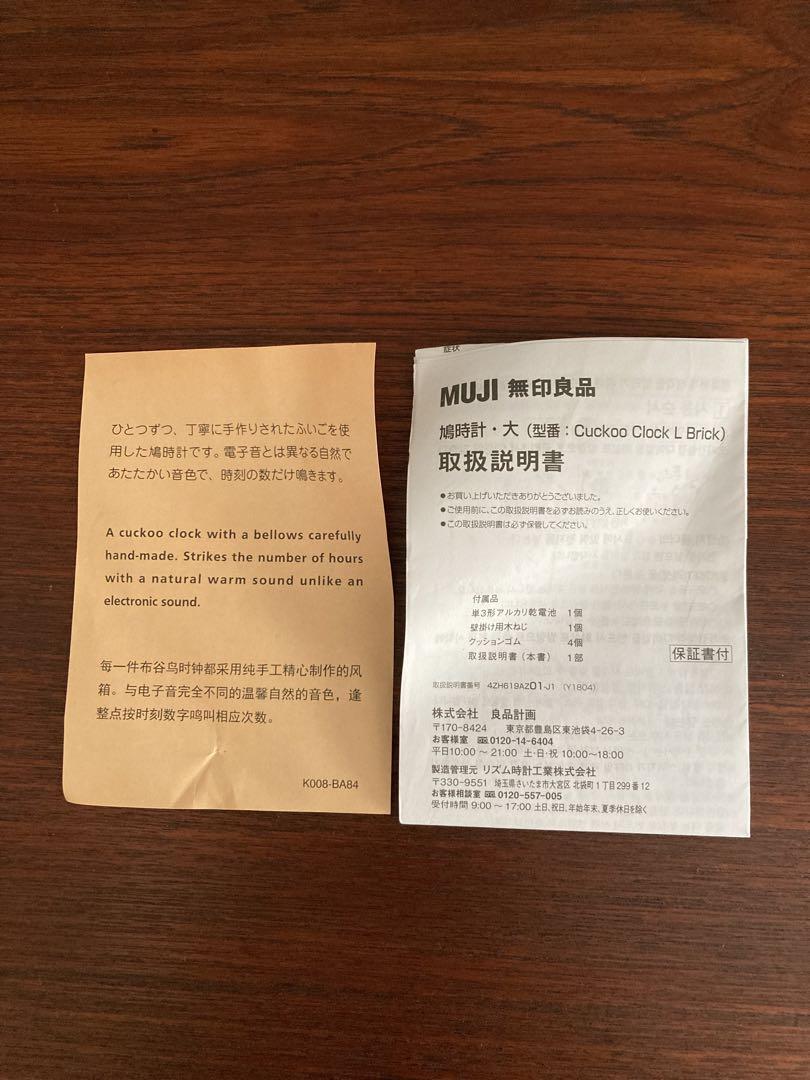 ひとつずつ、丁寧に手作りされたふいごを使
用した鳩時計です。電子音とは異なる自然で
あたたかい音色で、時刻の数だけ鳴きます。
A cuckoo clock with a bellows carefully
hand-made. Strikes the number of hours
with a natural warm sound unlike an
electronic sound.
每一件布谷鸟时钟都采用纯手工精心制作的风
箱。与电子音完全不同的温馨自然的音色，逢
整点按时刻数字鸣叫相应次数。
K008-BA84
症状
MUJI 無印良品
鳩時計・大（型番：Cuckoo Clock L Brick）
取扱説明書
●お買い上げいただきありがとうございました。
●ご使用前に、この取扱説明書を必ずお読みのうえ、正しくお使いください。
●この取扱説明書は必ず保管してください。
付属品
単3形アルカリ乾電池 1個
壁掛け用木ねじ 1個
クッションゴム 4個
取扱説明書（本書） 1部
保証書付
取扱説明書番号 4ZH619AZ01-J1 （Y1804）
株式会社 良品計画
〒170-8424 東京都豊島区東池袋4-26-3
お客様室 0120-14-6404
平日10:00～21:00 土・日・祝 10:00～18:00
製造管理元 リズム時計工業株式会社
〒330-9551 埼玉県さいたま市大宮区 北袋町1丁目299番12
お客様相談室 0120-557-005
受付時間 9:00～17:00 土日、祝日、年始年末、夏季休日を除く